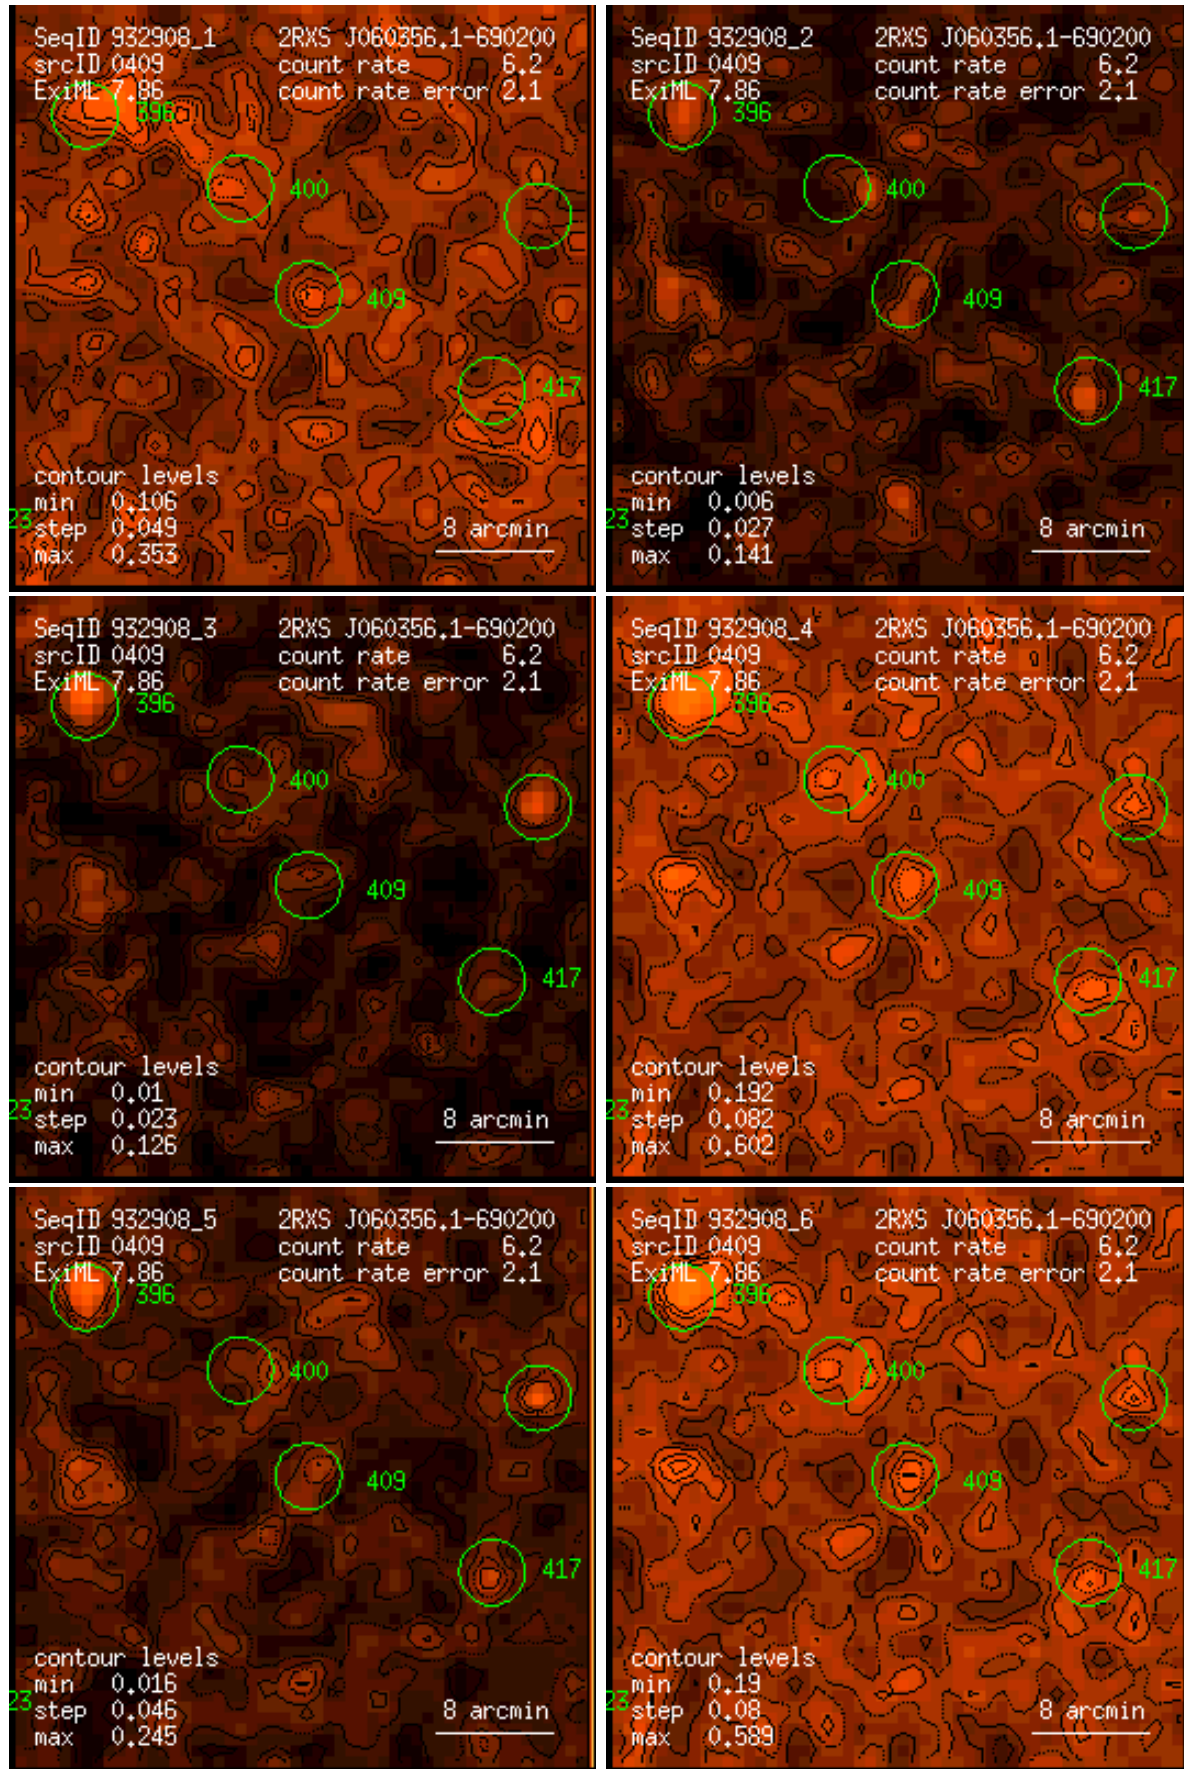 SeqID 932908_1 2RXS J060356.1-690200
srcID 0409 count rate 6.2
ExiML 7.86 count rate error 2.1
396
400
409
417
contour levels
min 0.106
23 step 0.049 8 arcmin
max 0.353
SeqID 932908_2 2RXS J060356.1-690200
srcID 0409 count rate 6.2
ExiML 7.86 count rate error 2.1
396
400
409
417
contour levels
min 0.006
23 step 0.027 8 arcmin
max 0.141
SeqID 932908_3 2RXS J060356.1-690200
srcID 0409 count rate 6.2
ExiML 7.86 count rate error 2.1
396
400
409
417
contour levels
min 0.01
23 step 0.023 8 arcmin
max 0.126
SeqID 932908_4 2RXS J060356.1-690200
srcID 0409 count rate 6.2
ExiML 7.86 count rate error 2.1
396
400
409
417
contour levels
min 0.192
23 step 0.082 8 arcmin
max 0.602
SeqID 932908_5 2RXS J060356.1-690200
srcID 0409 count rate 6.2
ExiML 7.86 count rate error 2.1
396
400
409
417
contour levels
min 0.016
23 step 0.046 8 arcmin
max 0.245
SeqID 932908_6 2RXS J060356.1-690200
srcID 0409 count rate 6.2
ExiML 7.86 count rate error 2.1
396
400
409
417
contour levels
min 0.19
23 step 0.08 8 arcmin
max 0.589